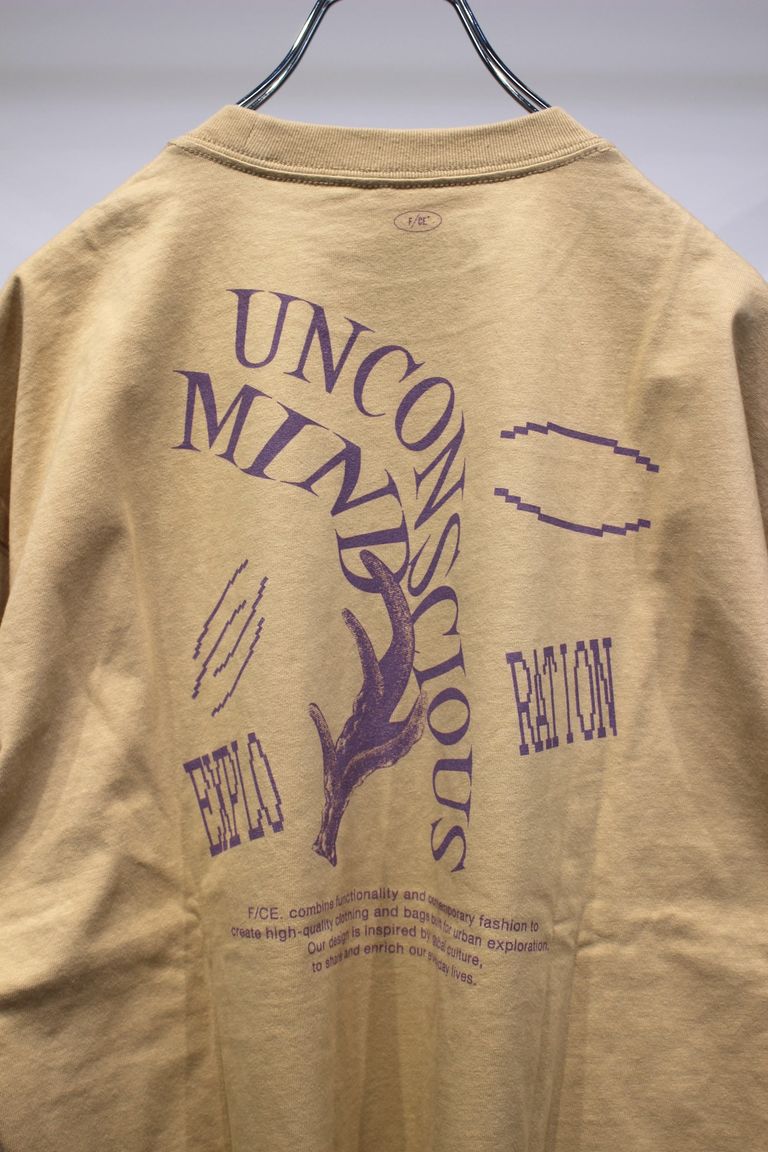 F/CE°
UNCONSCIOUS
MIND
RATION
EXPLO
F/CE. combine functionality and contemporary fashion to
create high-quality clothing and bags built for urban exploration.
Our design is inspired by global culture,
to share and enrich our everyday lives.